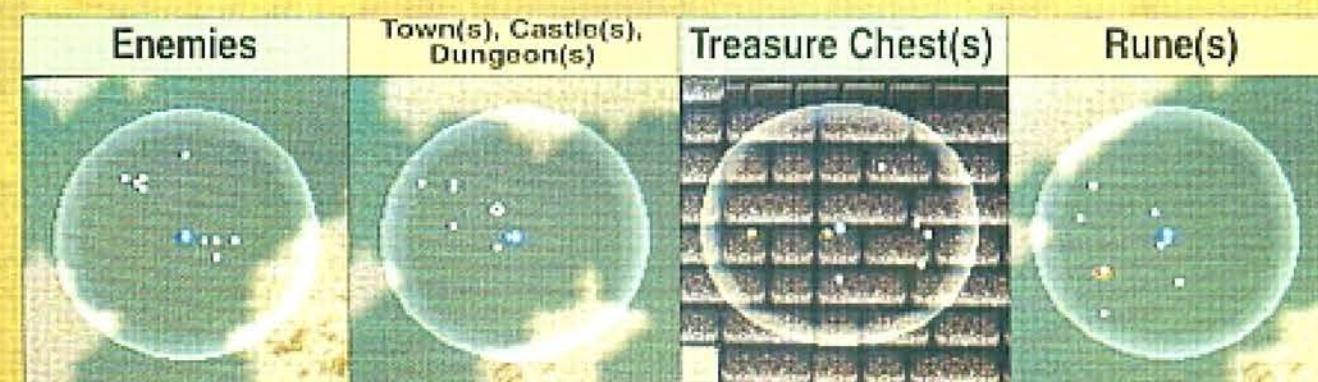 Enemies
Town(s), Castle(s),
Dungeon(s)
Treasure Chest(s)
Rune(s)